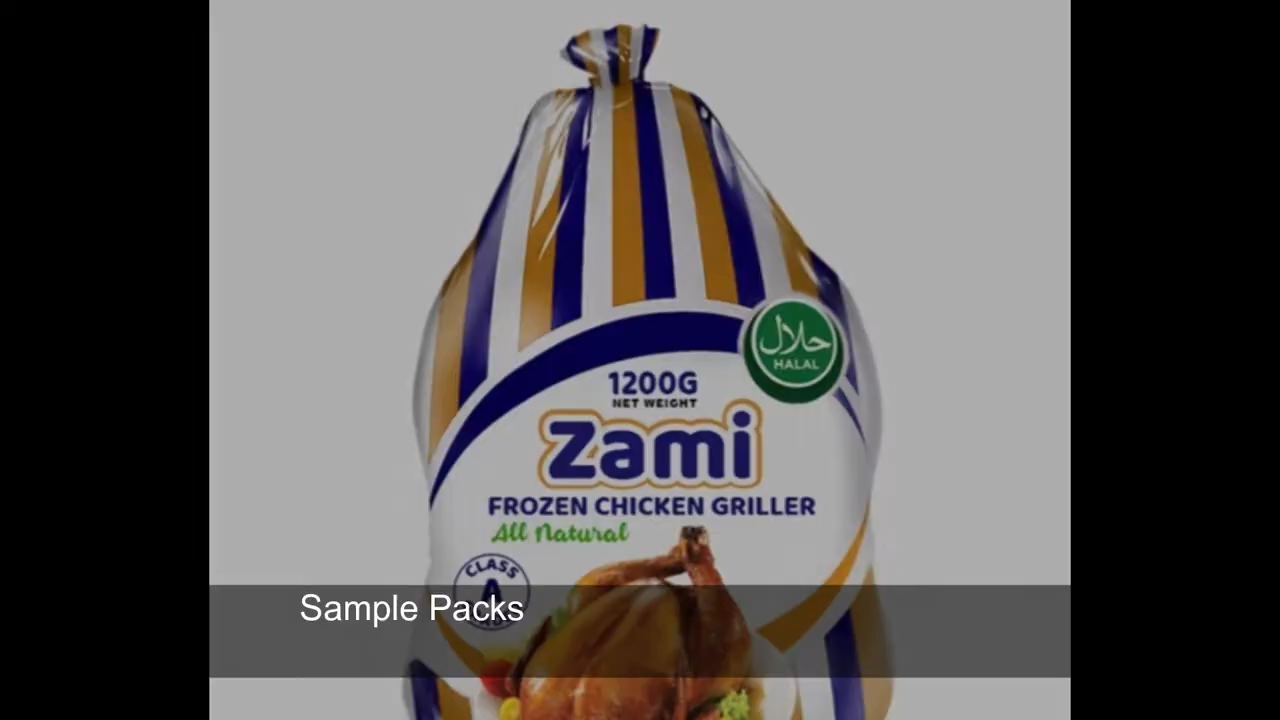 حلال
HALAL
1200G
NET WEIGHT
Zami
FROZEN CHICKEN GRILLER
All Natural
CLASS
A
Sample Packs